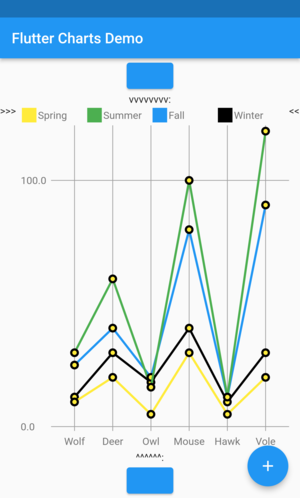 Flutter Charts Demo
vvvvvvvv:
>>> Spring Summer Fall Winter <<
100.0
0.0
Wolf Deer Owl Mouse Hawk Vole
^^^^^^:
+